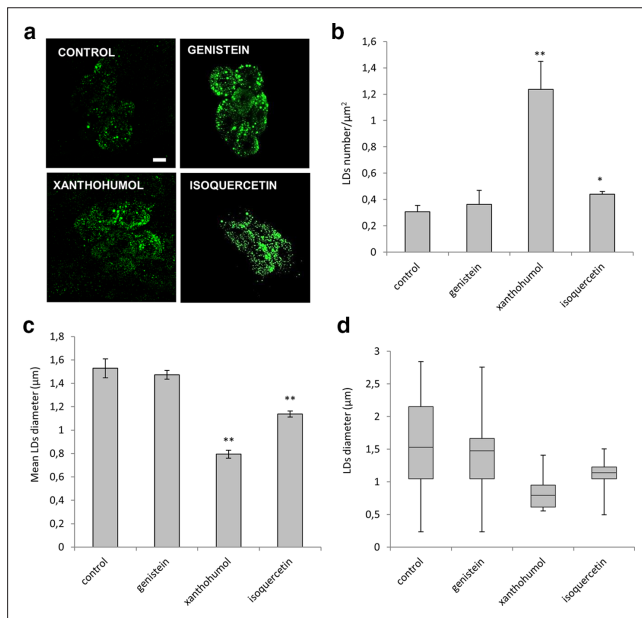 a
CONTROL
GENISTEIN
XANTHOHUMOL
ISOQUERCETIN
b
LDs number/µm²
1,6
1,4
1,2
1
0,8
0,6
0,4
0,2
0
**
*
control
genistein
xanthohumol
isoquercetin
c
Mean LDs diameter (µm)
1,8
1,6
1,4
1,2
1
0,8
0,6
0,4
0,2
0
**
**
control
genistein
xanthohumol
isoquercetin
d
LDs diameter (µm)
3
2,5
2
1,5
1
0,5
0
control
genistein
xanthohumol
isoquercetin